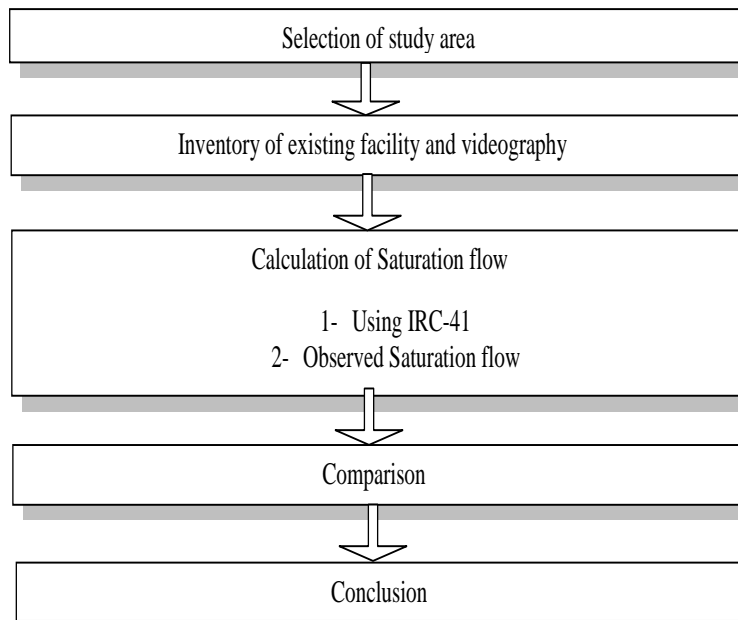 Selection of study area
Inventory of existing facility and videography
Calculation of Saturation flow
1- Using IRC-41
2- Observed Saturation flow
Comparison
Conclusion